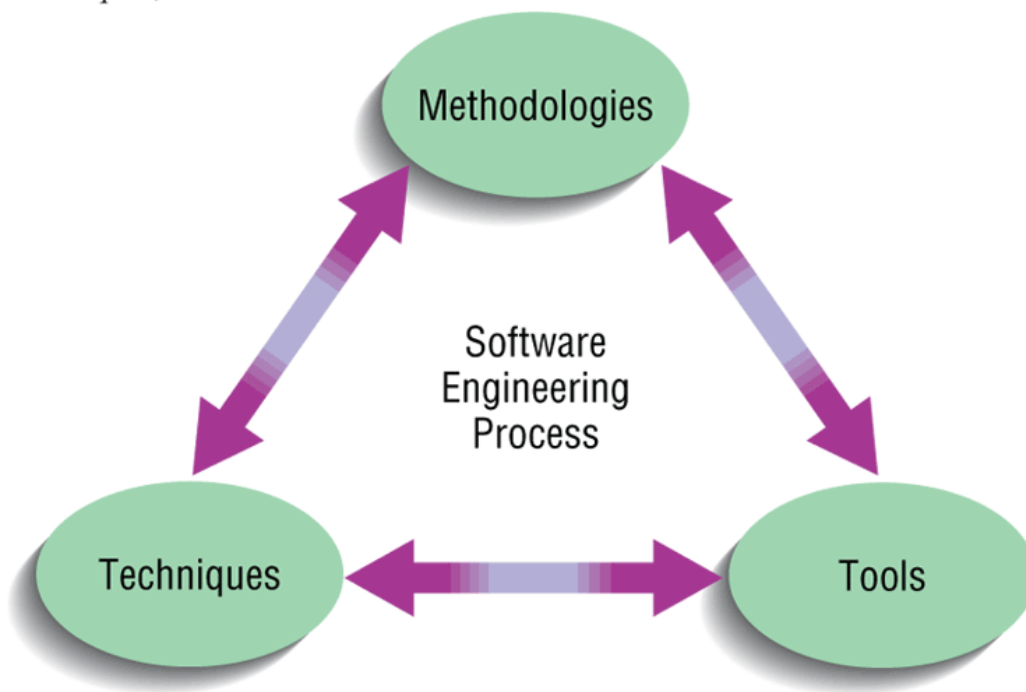 Methodologies
Software
Engineering
Process
Techniques
Tools